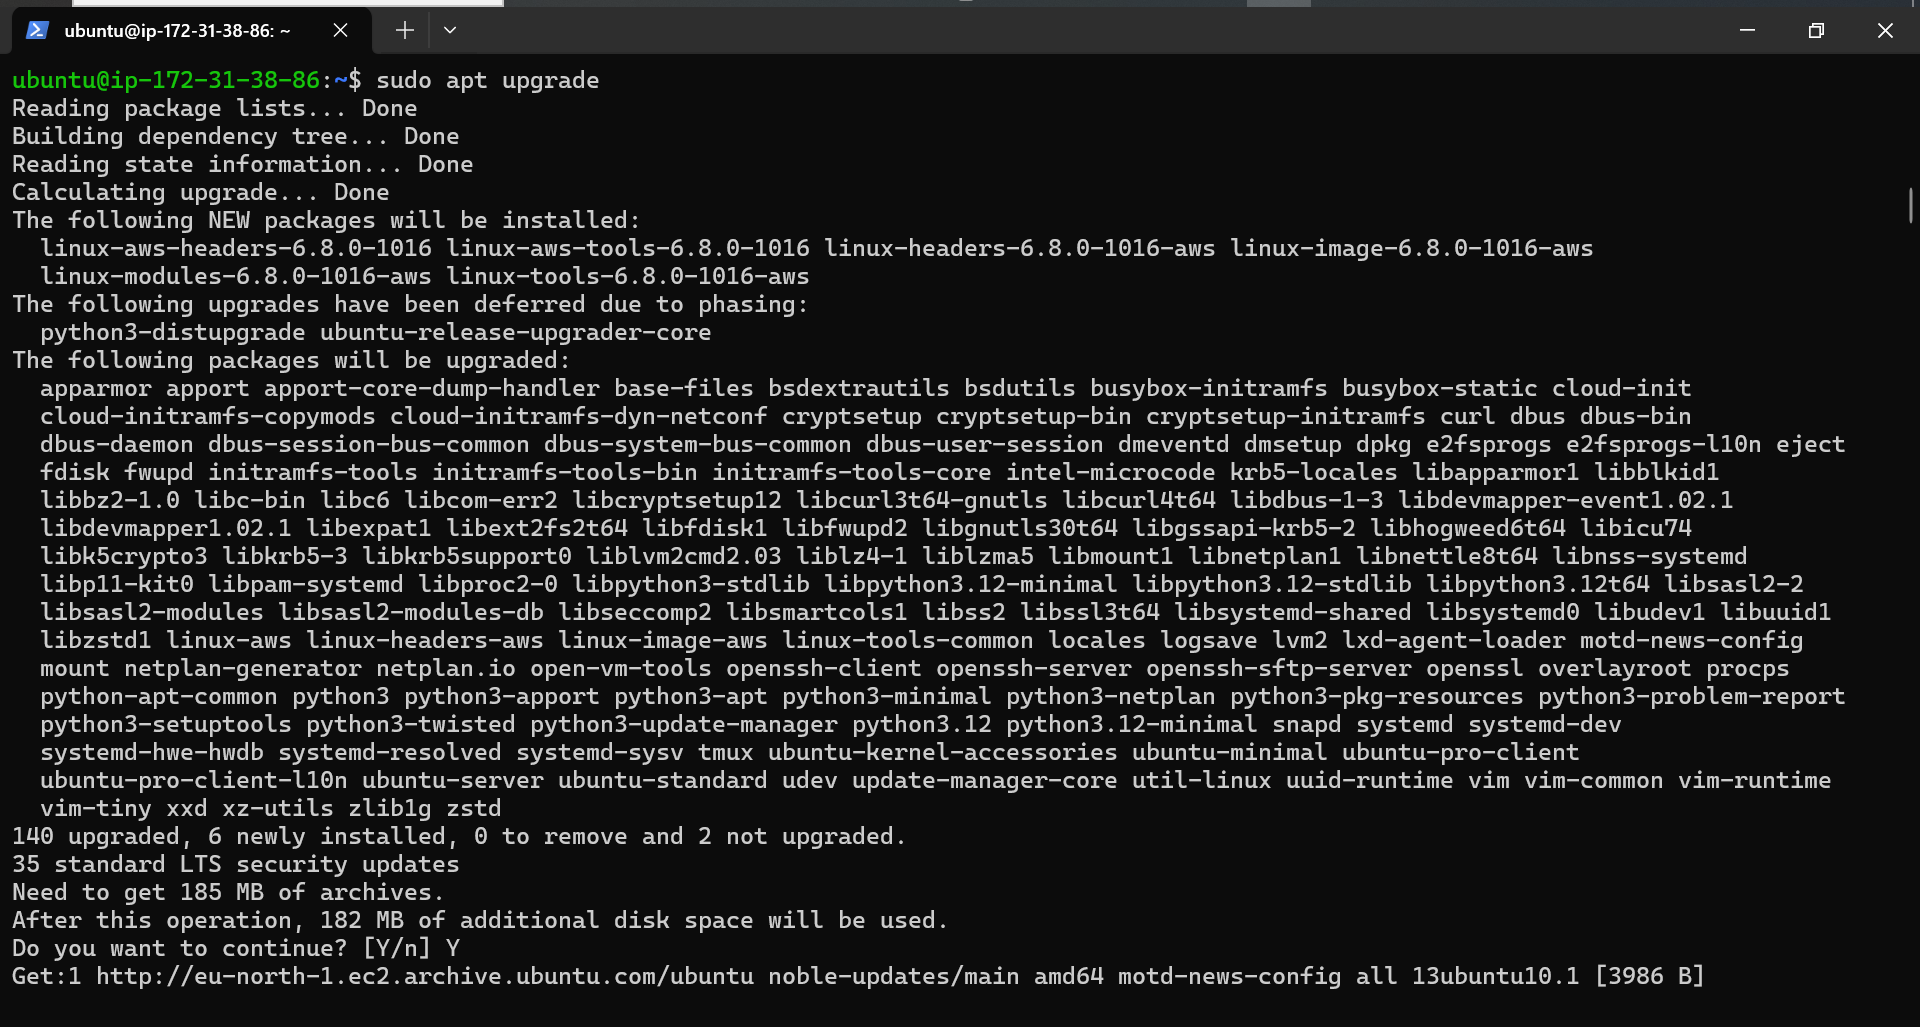 ubuntu@ip-172-31-38-86: ~
ubuntu@ip-172-31-38-86:~$ sudo apt upgrade
Reading package lists... Done
Building dependency tree... Done
Reading state information... Done
Calculating upgrade... Done
The following NEW packages will be installed:
  linux-aws-headers-6.8.0-1016 linux-aws-tools-6.8.0-1016 linux-headers-6.8.0-1016-aws linux-image-6.8.0-1016-aws
  linux-modules-6.8.0-1016-aws linux-tools-6.8.0-1016-aws
The following upgrades have been deferred due to phasing:
  python3-distupgrade ubuntu-release-upgrader-core
The following packages will be upgraded:
  apparmor apport apport-core-dump-handler base-files bsdextrautils bsdutils busybox-initramfs busybox-static cloud-init
  cloud-initramfs-copymods cloud-initramfs-dyn-netconf cryptsetup cryptsetup-bin cryptsetup-initramfs curl dbus dbus-bin
  dbus-daemon dbus-session-bus-common dbus-system-bus-common dbus-user-session dmeventd dmsetup dpkg e2fsprogs e2fsprogs-l10n eject
  fdisk fwupd initramfs-tools initramfs-tools-bin initramfs-tools-core intel-microcode krb5-locales libapparmor1 libblkid1
  libbz2-1.0 libc-bin libc6 libcom-err2 libcryptsetup12 libcurl3t64-gnutls libcurl4t64 libdbus-1-3 libdevmapper-event1.02.1
  libdevmapper1.02.1 libexpat1 libext2fs2t64 libfdisk1 libfwupd2 libgnutls30t64 libgssapi-krb5-2 libhogweed6t64 libicu74
  libk5crypto3 libkrb5-3 libkrb5support0 liblvm2cmd2.03 liblz4-1 liblzma5 libmount1 libnetplan1 libnettle8t64 libnss-systemd
  libp11-kit0 libpam-systemd libproc2-0 libpython3-stdlib libpython3.12-minimal libpython3.12-stdlib libpython3.12t64 libsasl2-2
  libsasl2-modules libsasl2-modules-db libseccomp2 libsmartcols1 libss2 libssl3t64 libsystemd-shared libsystemd0 libudev1 libuuid1
  libzstd1 linux-aws linux-headers-aws linux-image-aws linux-tools-common locales logsave lvm2 lxd-agent-loader motd-news-config
  mount netplan-generator netplan.io open-vm-tools openssh-client openssh-server openssh-sftp-server openssl overlayroot procps
  python-apt-common python3 python3-apport python3-apt python3-minimal python3-netplan python3-pkg-resources python3-problem-report
  python3-setuptools python3-twisted python3-update-manager python3.12 python3.12-minimal snapd systemd systemd-dev
  systemd-hwe-hwdb systemd-resolved systemd-sysv tmux ubuntu-kernel-accessories ubuntu-minimal ubuntu-pro-client
  ubuntu-pro-client-l10n ubuntu-server ubuntu-standard udev update-manager-core util-linux uuid-runtime vim vim-common vim-runtime
  vim-tiny xxd xz-utils zlib1g zstd
140 upgraded, 6 newly installed, 0 to remove and 2 not upgraded.
35 standard LTS security updates
Need to get 185 MB of archives.
After this operation, 182 MB of additional disk space will be used.
Do you want to continue? [Y/n] Y
Get:1 http://eu-north-1.ec2.archive.ubuntu.com/ubuntu noble-updates/main amd64 motd-news-config all 13ubuntu10.1 [3986 B]